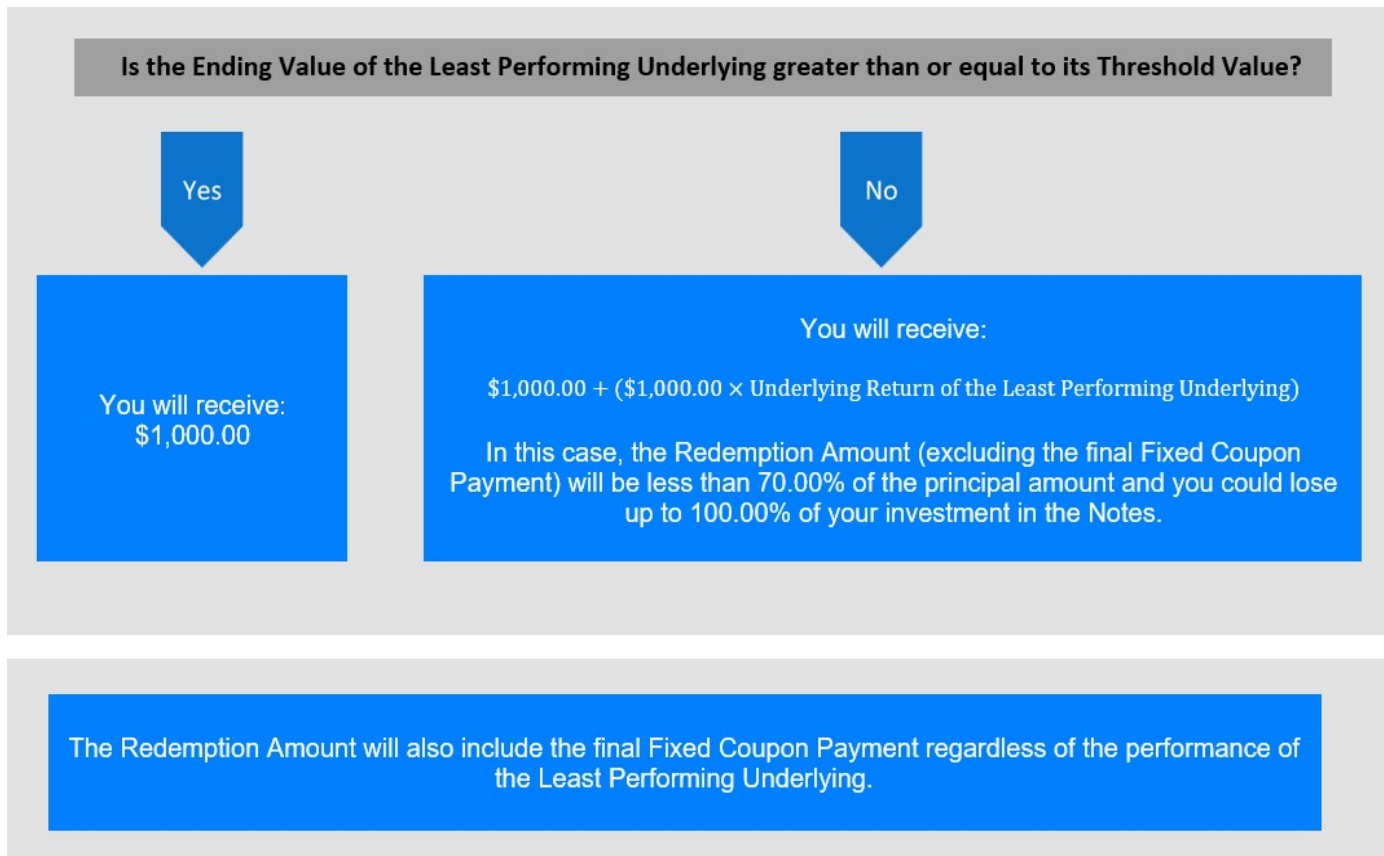 Is the Ending Value of the Least Performing Underlying greater than or equal to its Threshold Value?
Yes
No
You will receive:
$1,000.00
You will receive:
$1,000.00 + ($1,000.00 × Underlying Return of the Least Performing Underlying)
In this case, the Redemption Amount (excluding the final Fixed Coupon
Payment) will be less than 70.00% of the principal amount and you could lose
up to 100.00% of your investment in the Notes.
The Redemption Amount will also include the final Fixed Coupon Payment regardless of the performance of
the Least Performing Underlying.